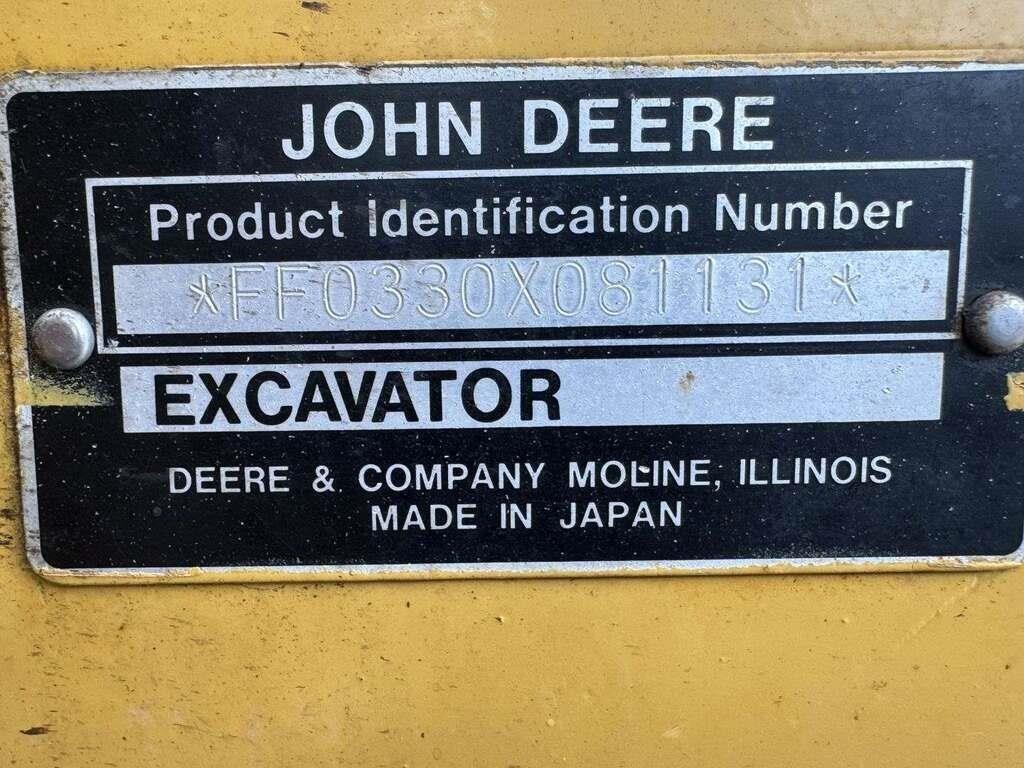 JOHN DEERE
Product Identification Number
*FF0330X081131*
EXCAVATOR
DEERE & COMPANY MOLINE, ILLINOIS
MADE IN JAPAN